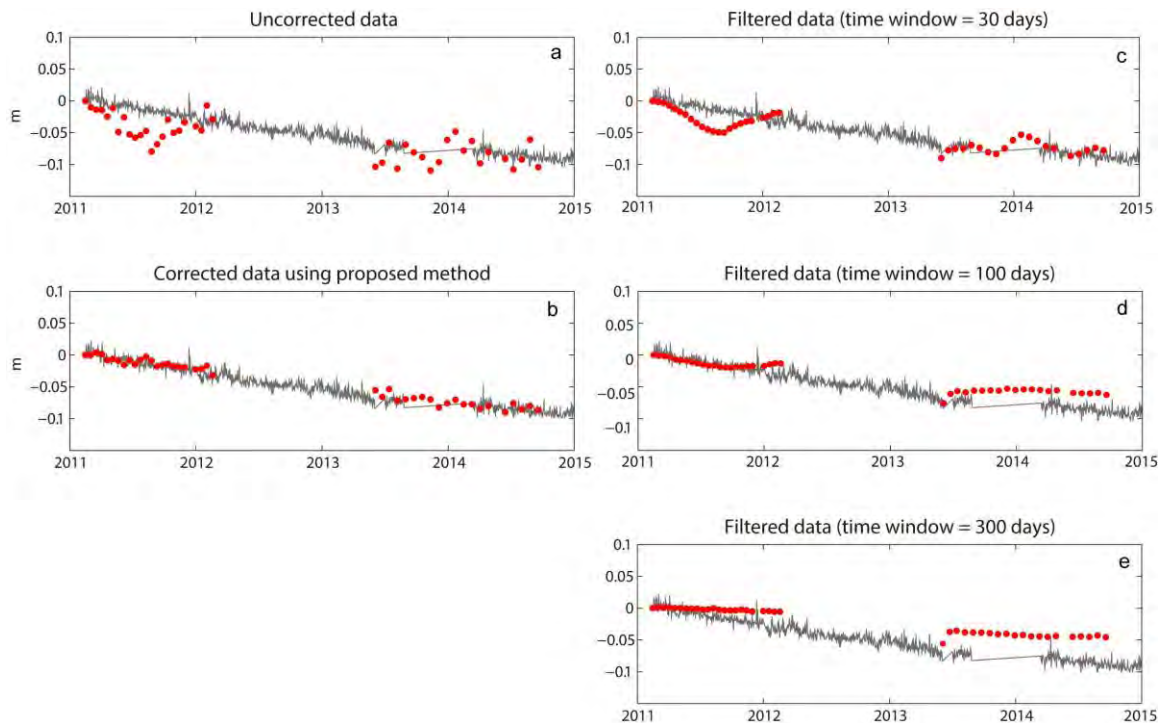 Uncorrected data
a
m
0.1
0.05
0
−0.05
−0.1
2011 2012 2013 2014 2015
Corrected data using proposed method
b
m
0.1
0.05
0
−0.05
−0.1
2011 2012 2013 2014 2015
Filtered data (time window = 30 days)
c
0.1
0.05
0
−0.05
−0.1
2011 2012 2013 2014 2015
Filtered data (time window = 100 days)
d
0.1
0.05
0
−0.05
−0.1
2011 2012 2013 2014 2015
Filtered data (time window = 300 days)
e
0.1
0.05
0
−0.05
−0.1
2011 2012 2013 2014 2015